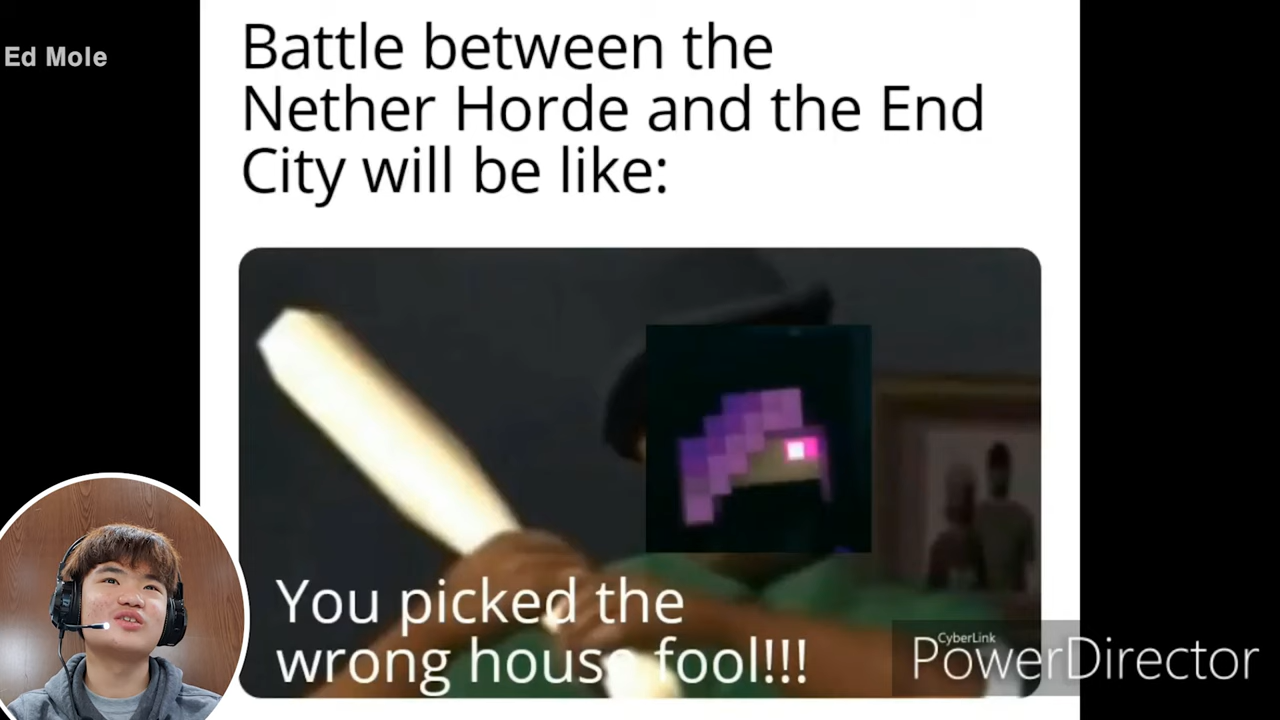 Ed Mole
Battle between the
Nether Horde and the End
City will be like:
You picked the
wrong house fool!!!
CyberLink
PowerDirector